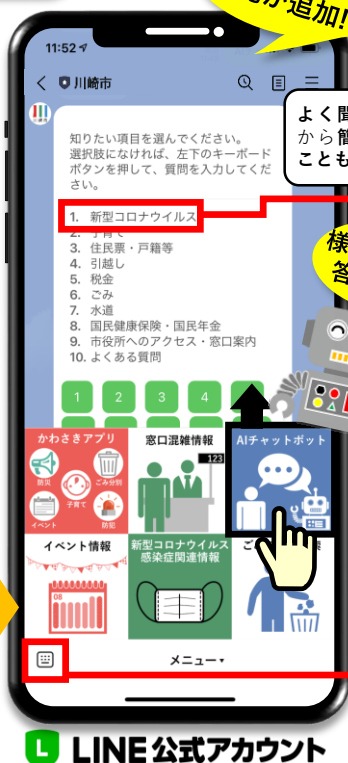 が追加!
11:52
川崎市
よく聞
から簡
ことも
知りたい項目を選んでください。
選択肢になければ、左下のキーボード
ボタンを押して、質問を入力してくだ
さい。
1. 新型コロナウイルス
2. 子育て
3. 住民票・戸籍等
4. 引越し
5. 税金
6. ごみ
7. 水道
8. 国民健康保険・国民年金
9. 市役所へのアクセス・窓口案内
10. よくある質問
様
答
1 2 3 4
かわさきアプリ
防災 ごみ分別
子育て
イベント 防犯
窓口混雑情報
123
AIチャットボット
イベント情報
08
新型コロナウイルス
感染症関連情報
ご
メニュー▾
L LINE公式アカウント